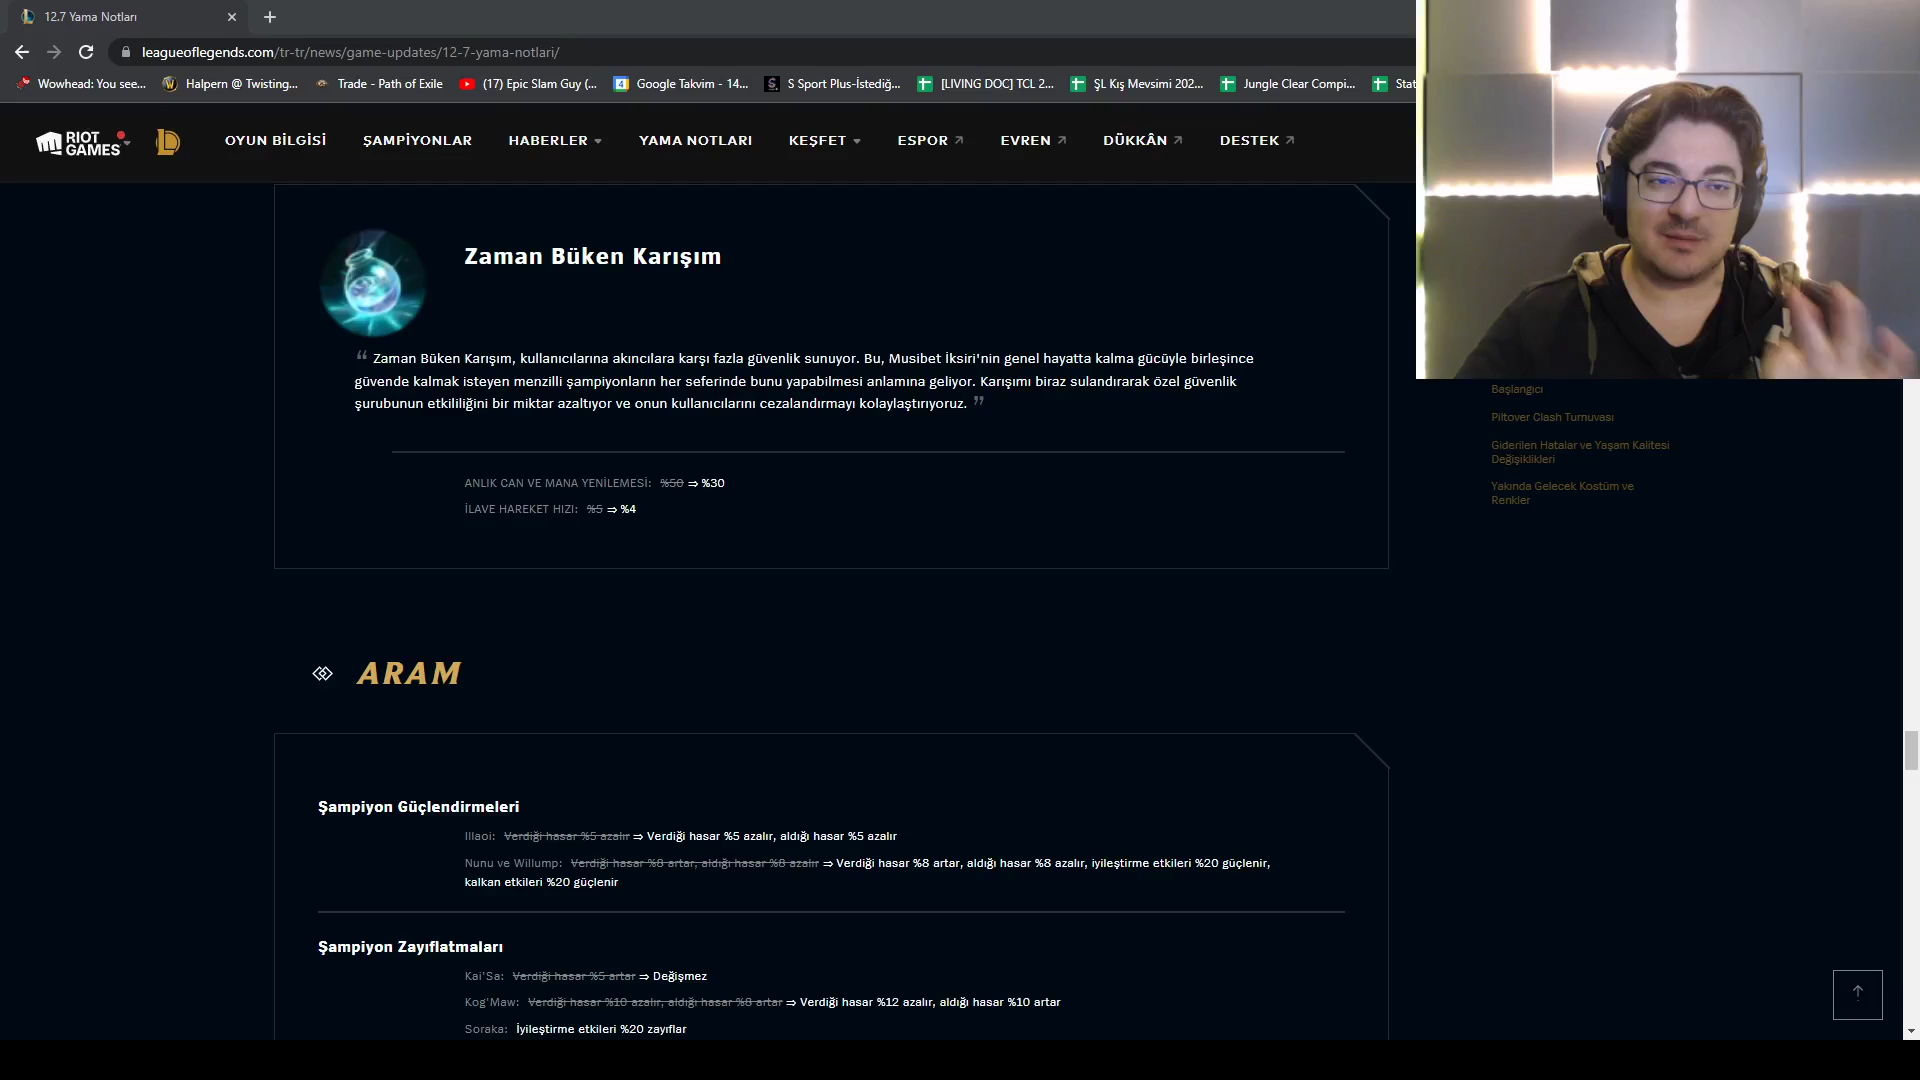 12.7 Yama Notları
leagueoflegends.com/tr-tr/news/game-updates/12-7-yama-notlari/
Wowhead: You see...
Halpern @ Twisting...
Trade - Path of Exile
(17) Epic Slam Guy (...
Google Takvim - 14...
S Sport Plus-İstediğ...
[LIVING DOC] TCL 2...
ŞL Kış Mevsimi 202...
Jungle Clear Compi...
Stat
RIOT GAMES
OYUN BİLGİSİ
ŞAMPİYONLAR
HABERLER
YAMA NOTLARI
KEŞFET
ESPOR
EVREN
DÜKKÂN
DESTEK
Zaman Büken Karışım
“ Zaman Büken Karışım, kullanıcılarına akıncılara karşı fazla güvenlik sunuyor. Bu, Musibet İksiri'nin genel hayatta kalma gücüyle birleşince
güvende kalmak isteyen menzilli şampiyonların her seferinde bunu yapabilmesi anlamına geliyor. Karışımı biraz sulandırarak özel güvenlik
şurubunun etkililiğini bir miktar azaltıyor ve onun kullanıcılarını cezalandırmayı kolaylaştırıyoruz. ”
ANLIK CAN VE MANA YENİLEMESİ: %50 ⇒ %30
İLAVE HAREKET HIZI: %5 ⇒ %4
ARAM
Şampiyon Güçlendirmeleri
Illaoi: Verdiği hasar %5 azalır ⇒ Verdiği hasar %5 azalır, aldığı hasar %5 azalır
Nunu ve Willump: Verdiği hasar %8 artar, aldığı hasar %8 azalır ⇒ Verdiği hasar %8 artar, aldığı hasar %8 azalır, iyileştirme etkileri %20 güçlenir,
kalkan etkileri %20 güçlenir
Şampiyon Zayıflatmaları
Kai'Sa: Verdiği hasar %5 artar ⇒ Değişmez
Kog'Maw: Verdiği hasar %10 azalır, aldığı hasar %8 artar ⇒ Verdiği hasar %12 azalır, aldığı hasar %10 artar
Soraka: İyileştirme etkileri %20 zayıflar
Başlangıcı
Piltover Clash Turnuvası
Giderilen Hatalar ve Yaşam Kalitesi
Değişiklikleri
Yakında Gelecek Kostüm ve
Renkler